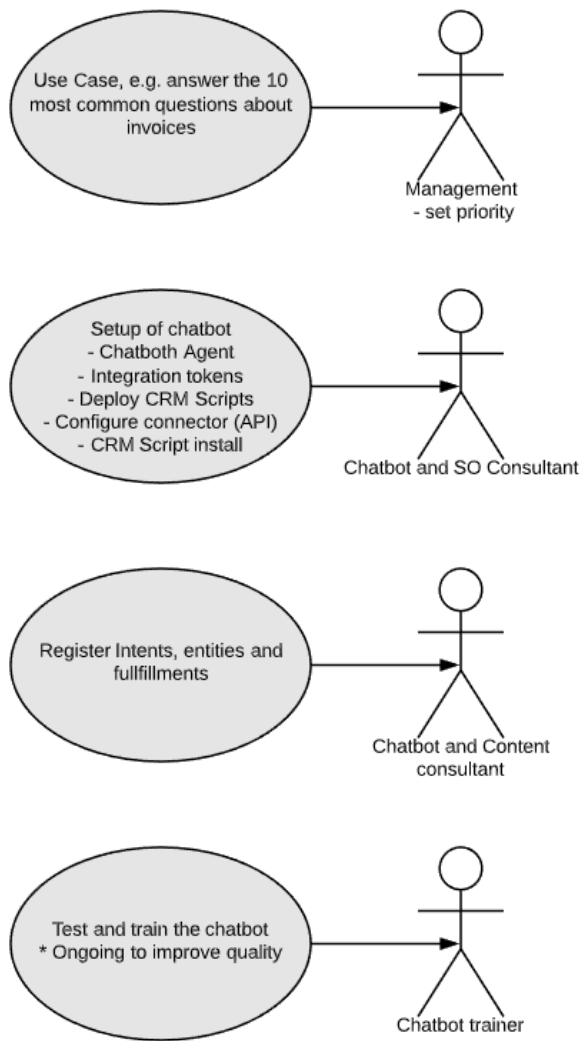 Use Case, e.g. answer the 10
most common questions about
invoices
Management
- set priority
Setup of chatbot
- Chatboth Agent
- Integration tokens
- Deploy CRM Scripts
- Configure connector (API)
- CRM Script install
Chatbot and SO Consultant
Register Intents, entities and
fullfillments
Chatbot and Content
consultant
Test and train the chatbot
* Ongoing to improve quality
Chatbot trainer